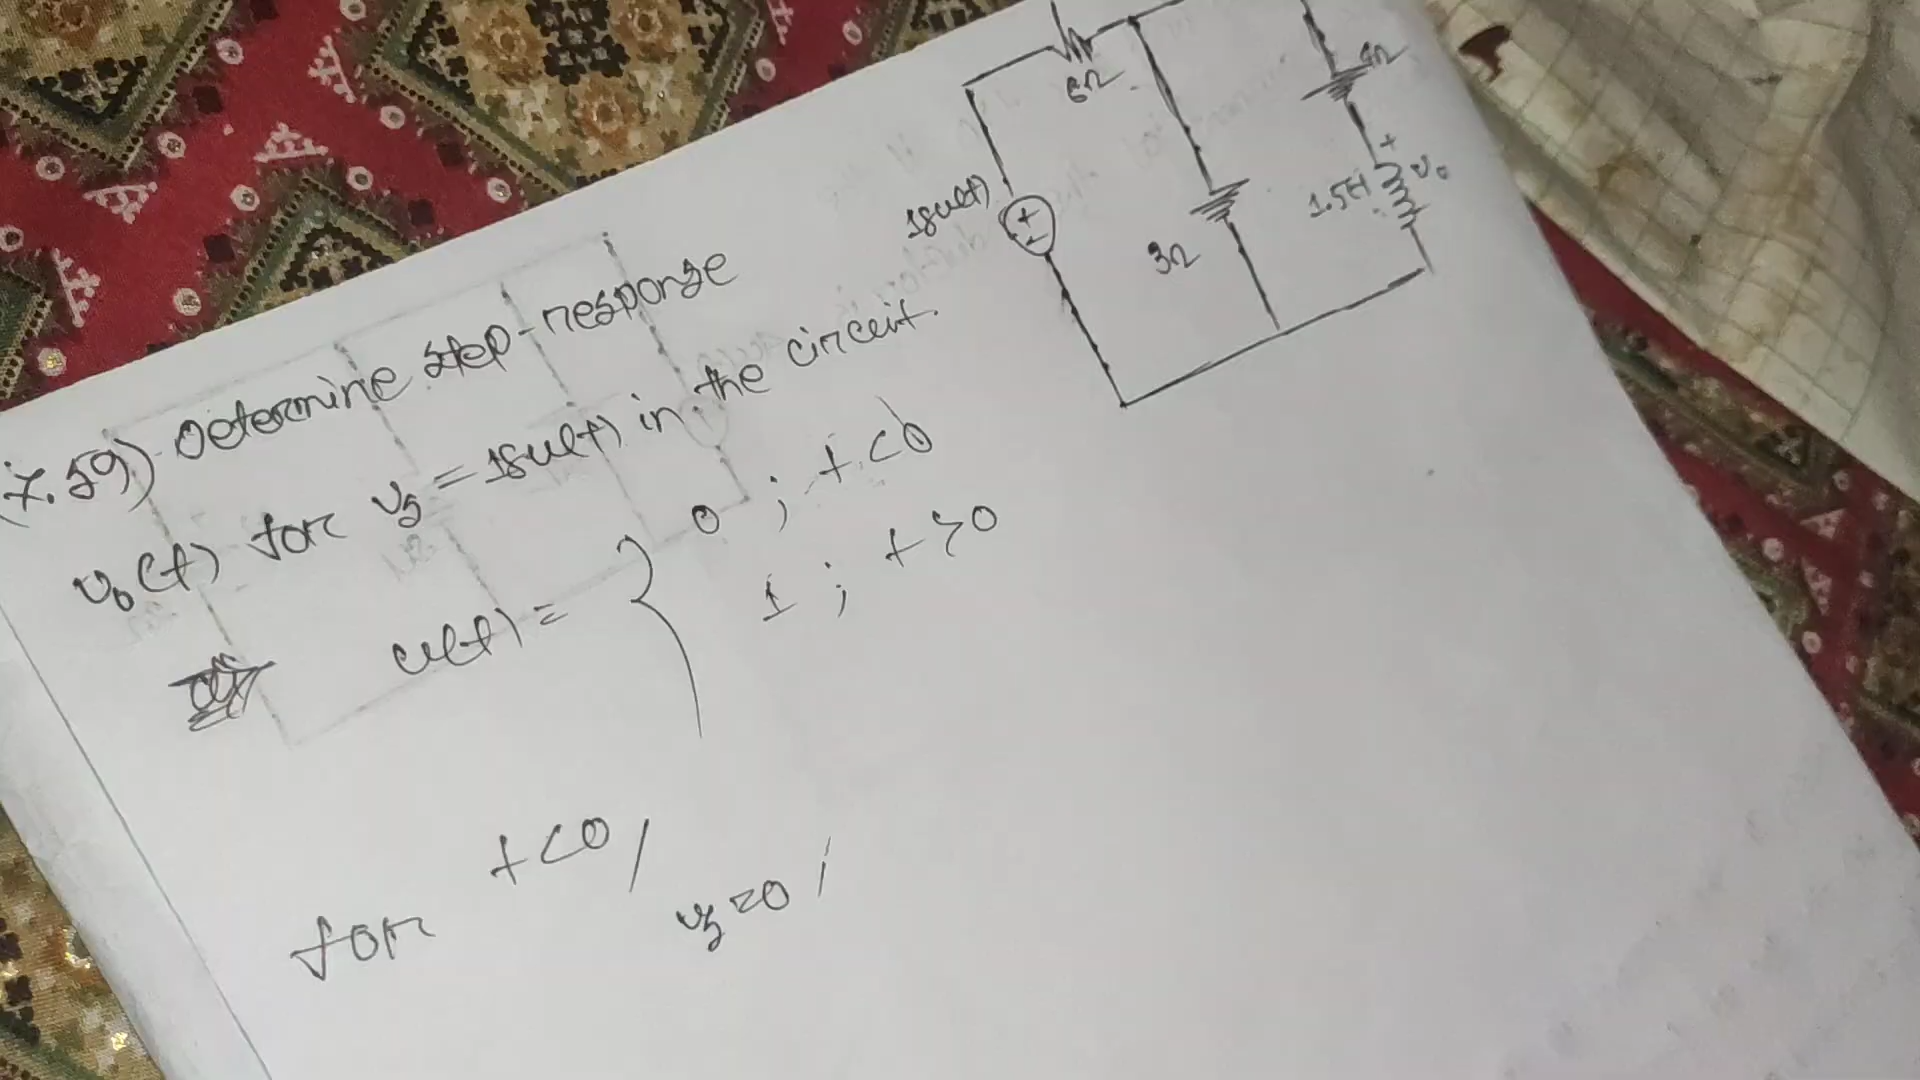 6Ω
4Ω
18u(t)
+
-
3Ω
1.5H
+
v₀
(7.59) Determine step-response
v₀(t) for vs = 18u(t) in the circuit.
u(t) = { 0 ; t<0
1 ; t>0
for t<0 /
vs=0 ;